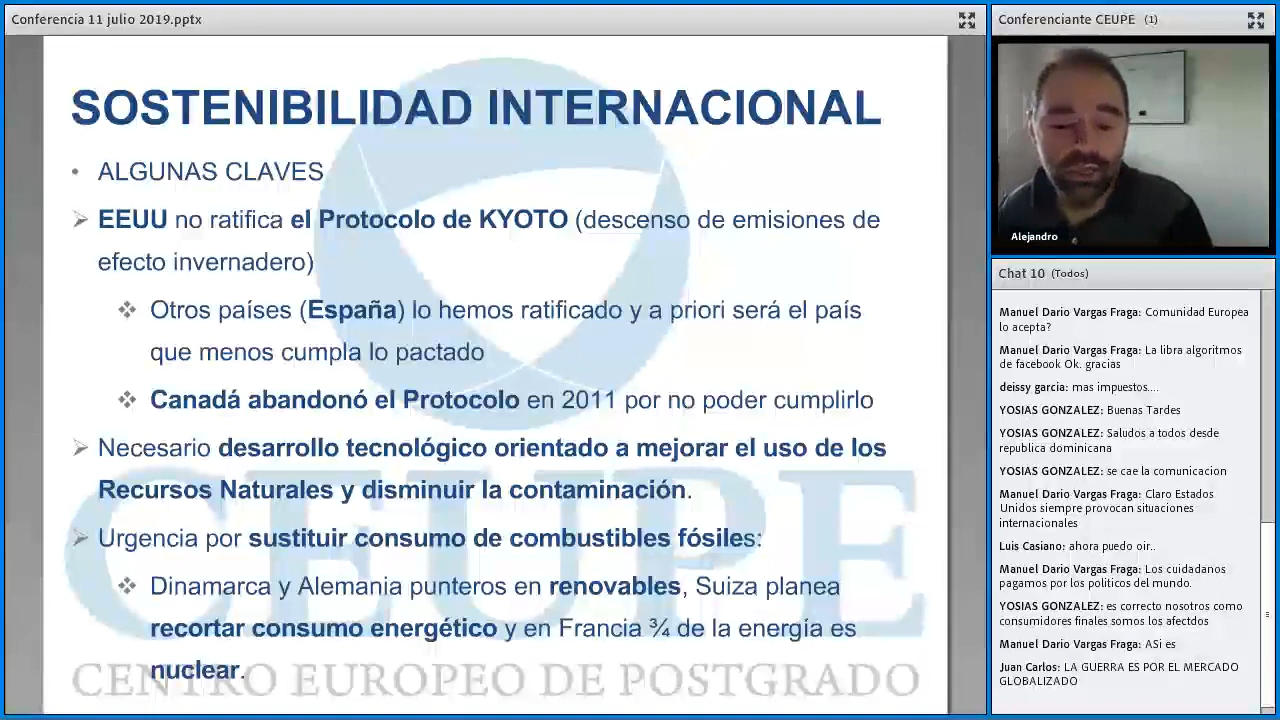 Conferencia 11 julio 2019.pptx
SOSTENIBILIDAD INTERNACIONAL
• ALGUNAS CLAVES
➢ EEUU no ratifica el Protocolo de KYOTO (descenso de emisiones de
efecto invernadero)
❖ Otros países (España) lo hemos ratificado y a priori será el país
que menos cumpla lo pactado
❖ Canadá abandonó el Protocolo en 2011 por no poder cumplirlo
➢ Necesario desarrollo tecnológico orientado a mejorar el uso de los
Recursos Naturales y disminuir la contaminación.
➢ Urgencia por sustituir consumo de combustibles fósiles:
❖ Dinamarca y Alemania punteros en renovables, Suiza planea
recortar consumo energético y en Francia ¾ de la energía es
nuclear.
CEUPE
CENTRO EUROPEO DE POSTGRADO
Conferenciante CEUPE (1)
Alejandro
Chat 10 (Todos)
Manuel Dario Vargas Fraga: Comunidad Europea
lo acepta?
Manuel Dario Vargas Fraga: La libra algoritmos
de facebook Ok. gracias
deissy garcia: mas impuestos....
YOSIAS GONZALEZ: Buenas Tardes
YOSIAS GONZALEZ: Saludos a todos desde
republica dominicana
YOSIAS GONZALEZ: se cae la comunicacion
Manuel Dario Vargas Fraga: Claro Estados
Unidos siempre provocan situaciones
internacionales
Luis Casiano: ahora puedo oir..
Manuel Dario Vargas Fraga: Los cuidadanos
pagamos por los politicos del mundo.
YOSIAS GONZALEZ: es correcto nosotros como
consumidores finales somos los afectdos
Manuel Dario Vargas Fraga: ASi es
Juan Carlos: LA GUERRA ES POR EL MERCADO
GLOBALIZADO